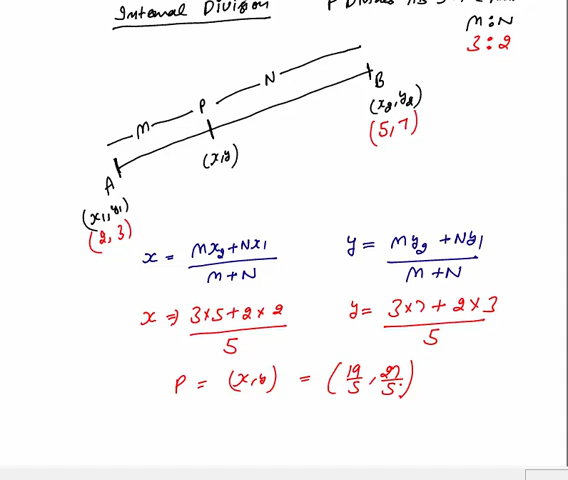 Internal Division P Divides
M:N
3:2
N
B
P
M
(x2, y2)
(5,7)
(x,y)
A
(x1, y1)
(2,3)
x = Mx2+Nx1 / M+N y = My2+Ny1 / M+N
x ⇒ 3×5+2×2 / 5 y = 3×7+2×3 / 5
P = (x,y) = (19/5, 27/5)